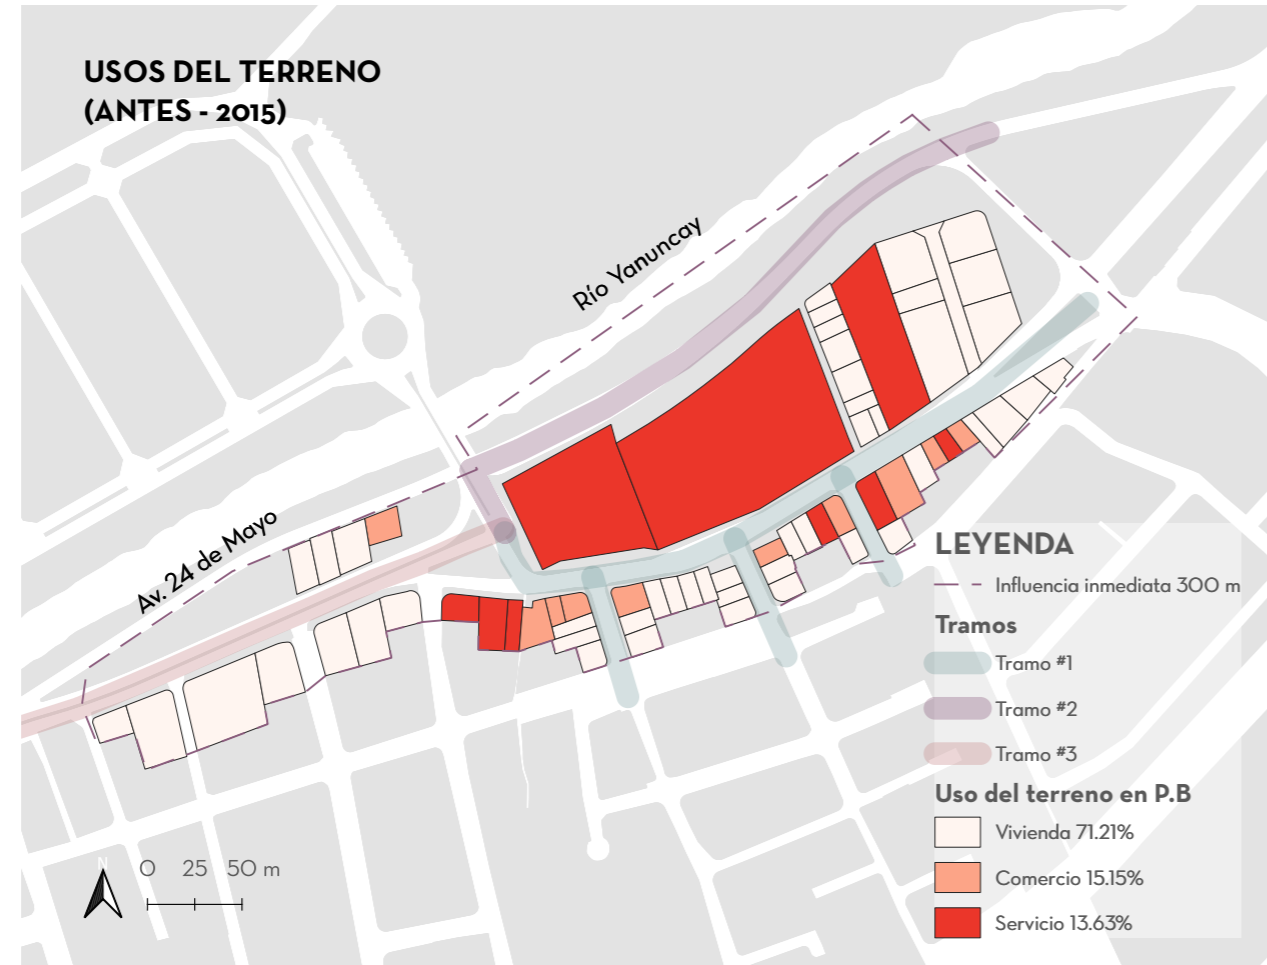 USOS DEL TERRENO
(ANTES - 2015)
Río Yanuncay
Av. 24 de Mayo
LEYENDA
Influencia inmediata 300 m
Tramos
Tramo #1
Tramo #2
Tramo #3
Uso del terreno en P.B
Vivienda 71.21%
Comercio 15.15%
Servicio 13.63%
N
0 25 50 m